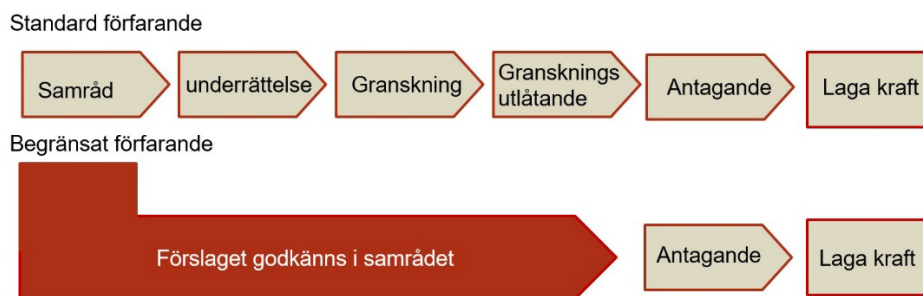 Standard förfarande
Samråd
underrättelse
Granskning
Gransknings
utlåtande
Antagande
Laga kraft
Begränsat förfarande
Förslaget godkänns i samrådet
Antagande
Laga kraft